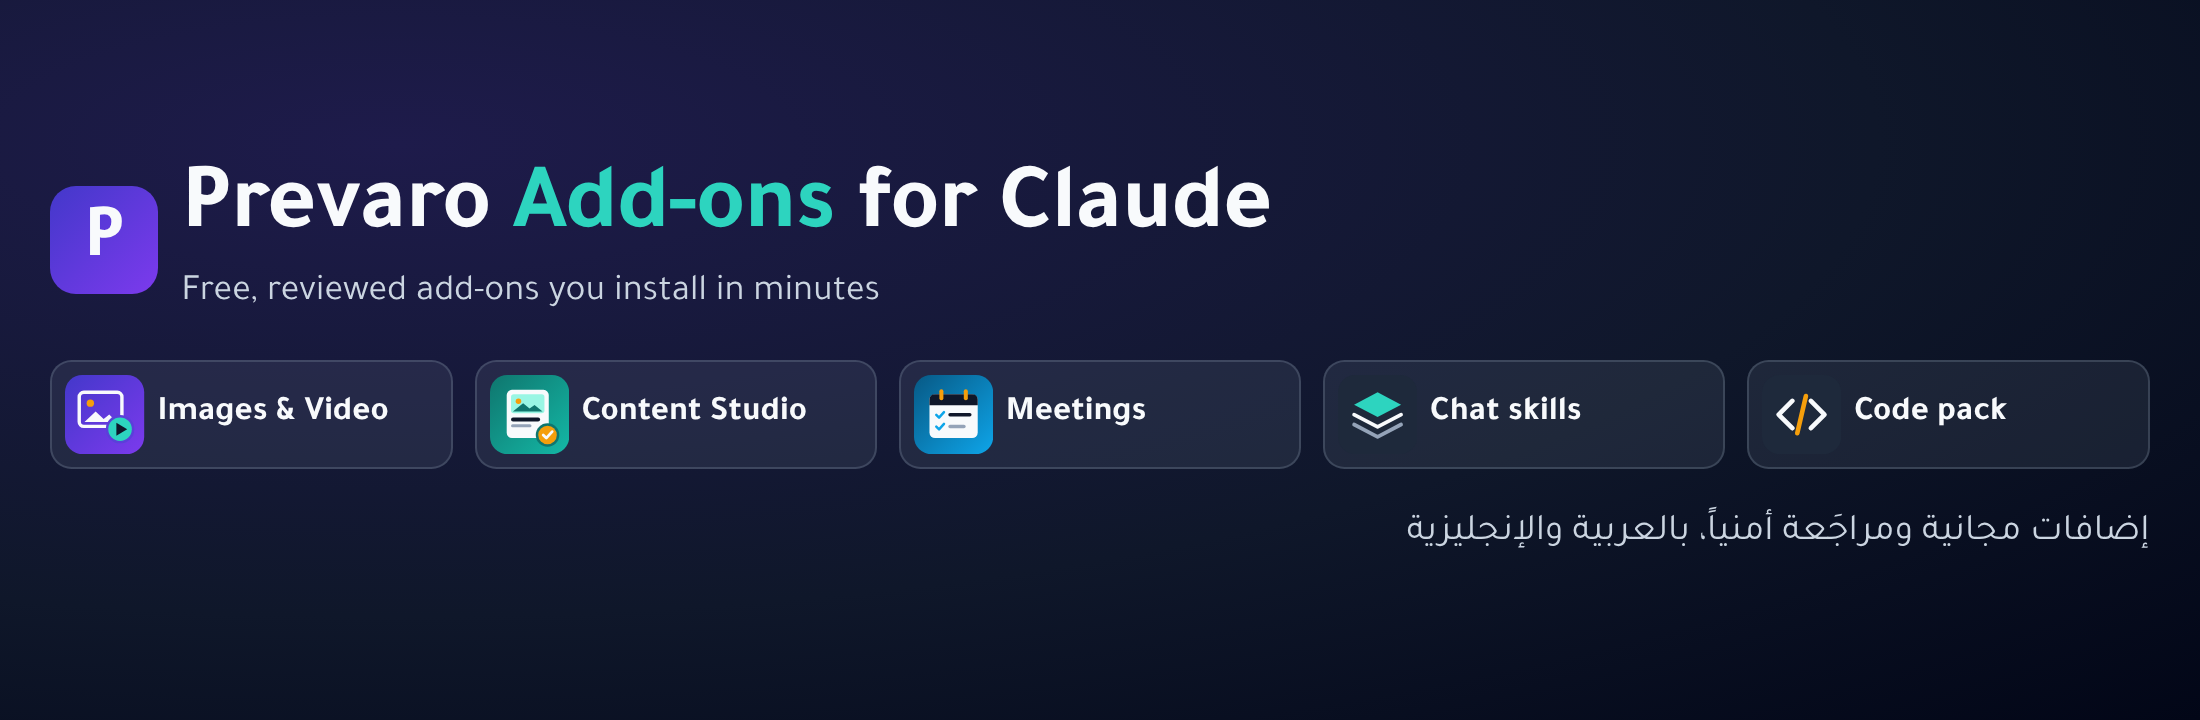 P
Prevaro Add-ons for Claude
Free, reviewed add-ons you install in minutes
Images & Video
Content Studio
Meetings
Chat skills
Code pack
إضافات مجانية ومراجَعة أمنياً، بالعربية والإنجليزية